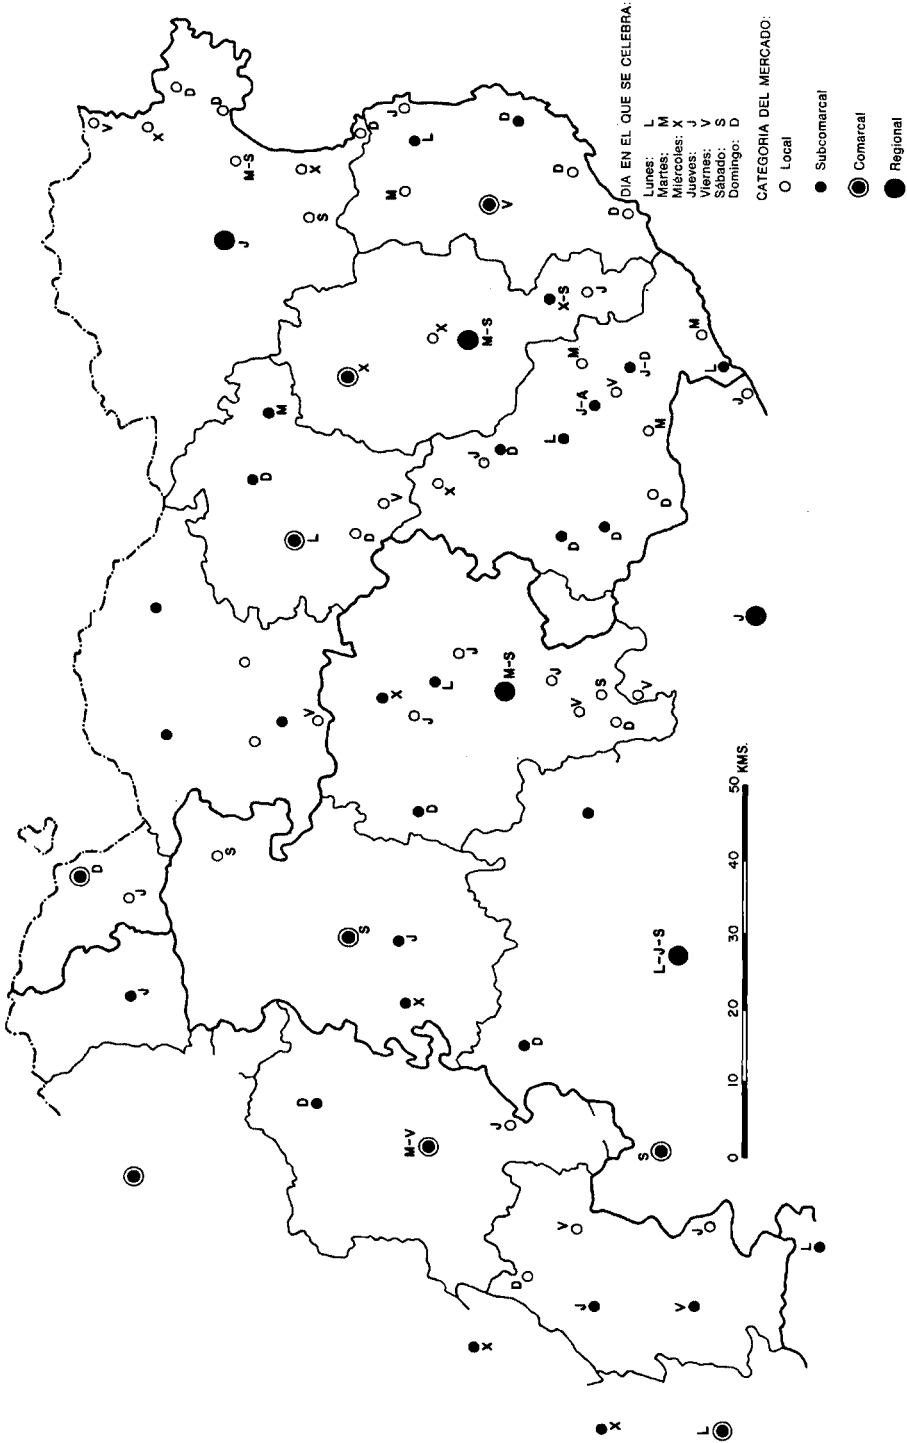 V
D
X
D
M-S
X
S
J
D
J
L
D
M
V
D
D
X-S
J
X
M-S
X
M
D
V
L
D
M
M
J-D
L
J
V
J-A
L
M
D
J
X
D
D
D
J
J
M-S
J
L
X
J
V
V
S
V
D
D
S
D
J
S
J
X
L-J-S
J
D
D
M-V
J
S
V
J
L
D
J
V
X
X
L
0 10 20 30 40 50 KMS.
DIA EN EL QUE SE CELEBRA:
Lunes: L
Martes: M
Miércoles: X
Jueves: J
Viernes: V
Sábado: S
Domingo: D
CATEGORIA DEL MERCADO:
Local
Subcomarcal
Comarcal
Regional